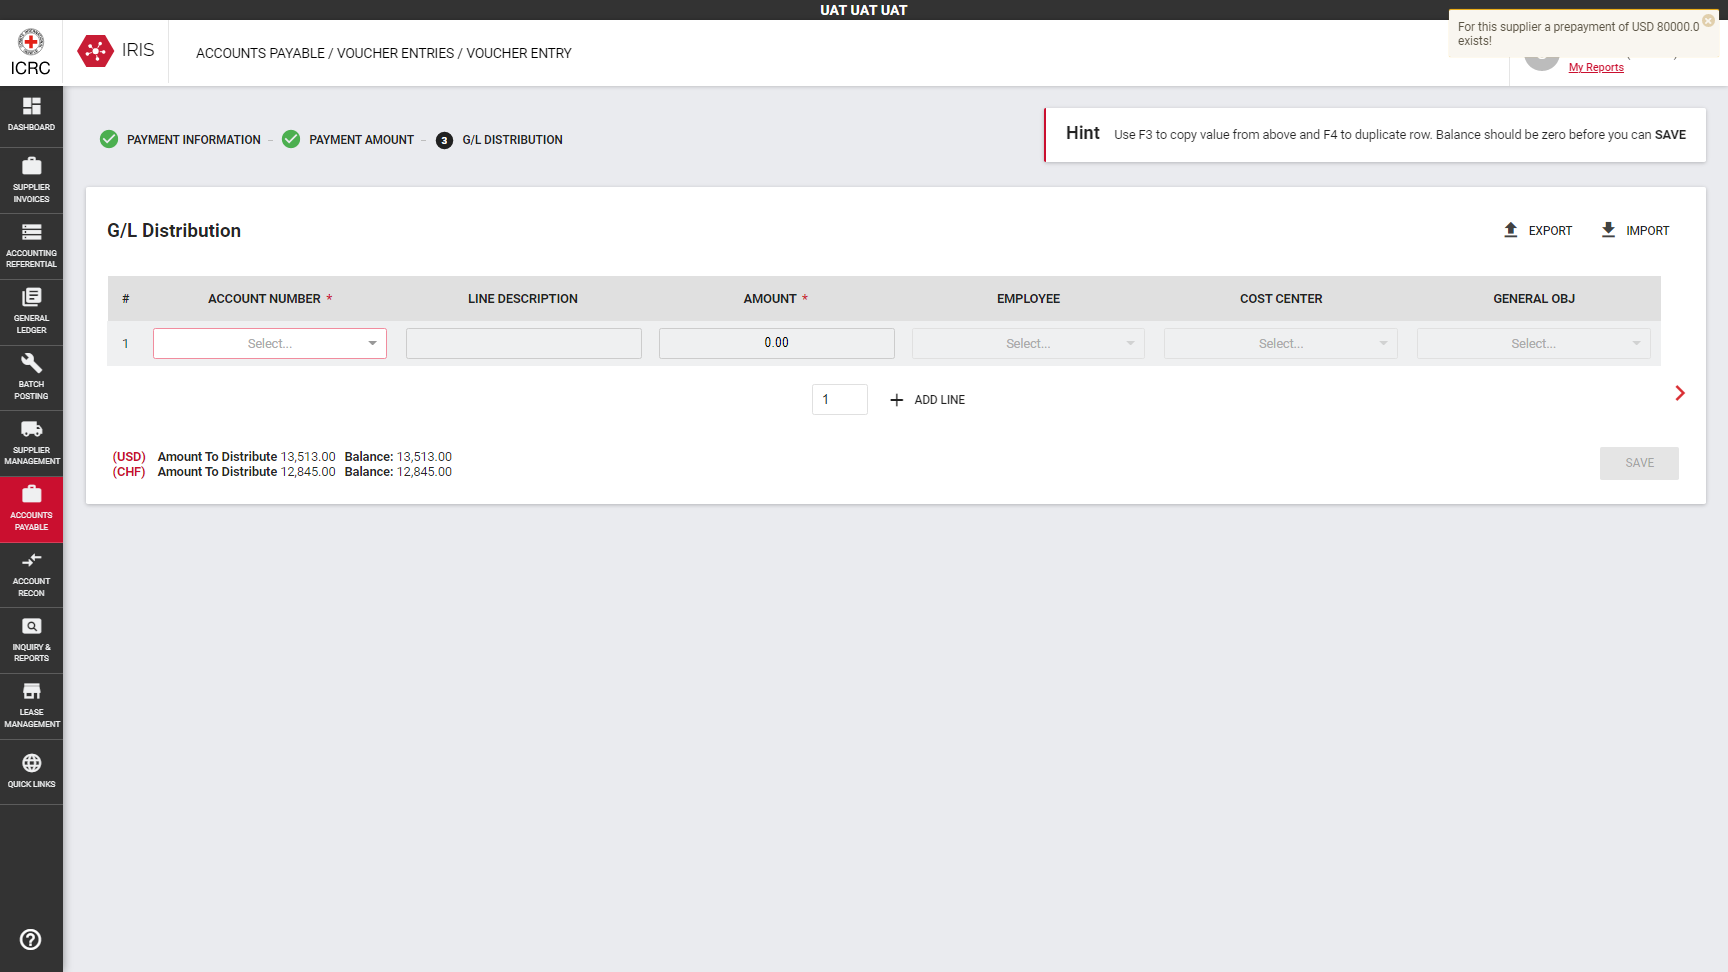 UAT UAT UAT
ICRC
IRIS
ACCOUNTS PAYABLE / VOUCHER ENTRIES / VOUCHER ENTRY
For this supplier a prepayment of USD 80000.0
exists!
My Reports
DASHBOARD
SUPPLIER
INVOICES
ACCOUNTING
REFERENTIAL
GENERAL
LEDGER
BATCH
POSTING
SUPPLIER
MANAGEMENT
ACCOUNTS
PAYABLE
ACCOUNT
RECON
INQUIRY &
REPORTS
LEASE
MANAGEMENT
QUICK LINKS
PAYMENT INFORMATION – PAYMENT AMOUNT – 3 G/L DISTRIBUTION
Hint Use F3 to copy value from above and F4 to duplicate row. Balance should be zero before you can SAVE
G/L Distribution
EXPORT IMPORT
# ACCOUNT NUMBER * LINE DESCRIPTION AMOUNT * EMPLOYEE COST CENTER GENERAL OBJ
1 Select... 0.00 Select... Select... Select...
1 + ADD LINE
(USD) Amount To Distribute 13,513.00 Balance: 13,513.00
(CHF) Amount To Distribute 12,845.00 Balance: 12,845.00
SAVE